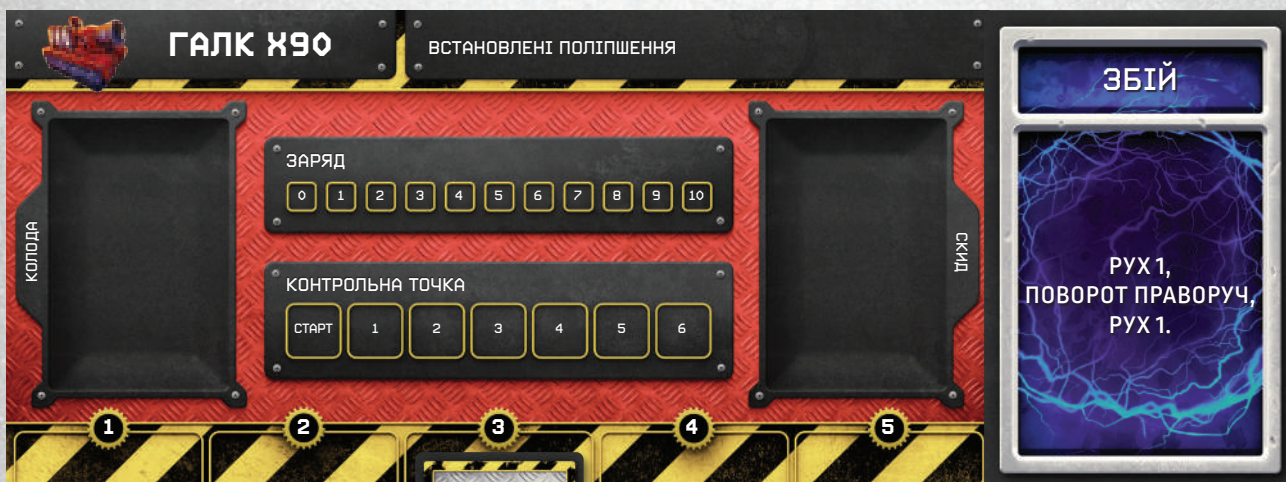 ГАЛК X90
ВСТАНОВЛЕНІ ПОЛІПШЕННЯ
КОЛОДА
ЗАРЯД
0 1 2 3 4 5 6 7 8 9 10
КОНТРОЛЬНА ТОЧКА
СТАРТ 1 2 3 4 5 6
СКИД
1 2 3 4 5
ЗБІЙ
РУХ 1,
ПОВОРОТ ПРАВОРУЧ,
РУХ 1.